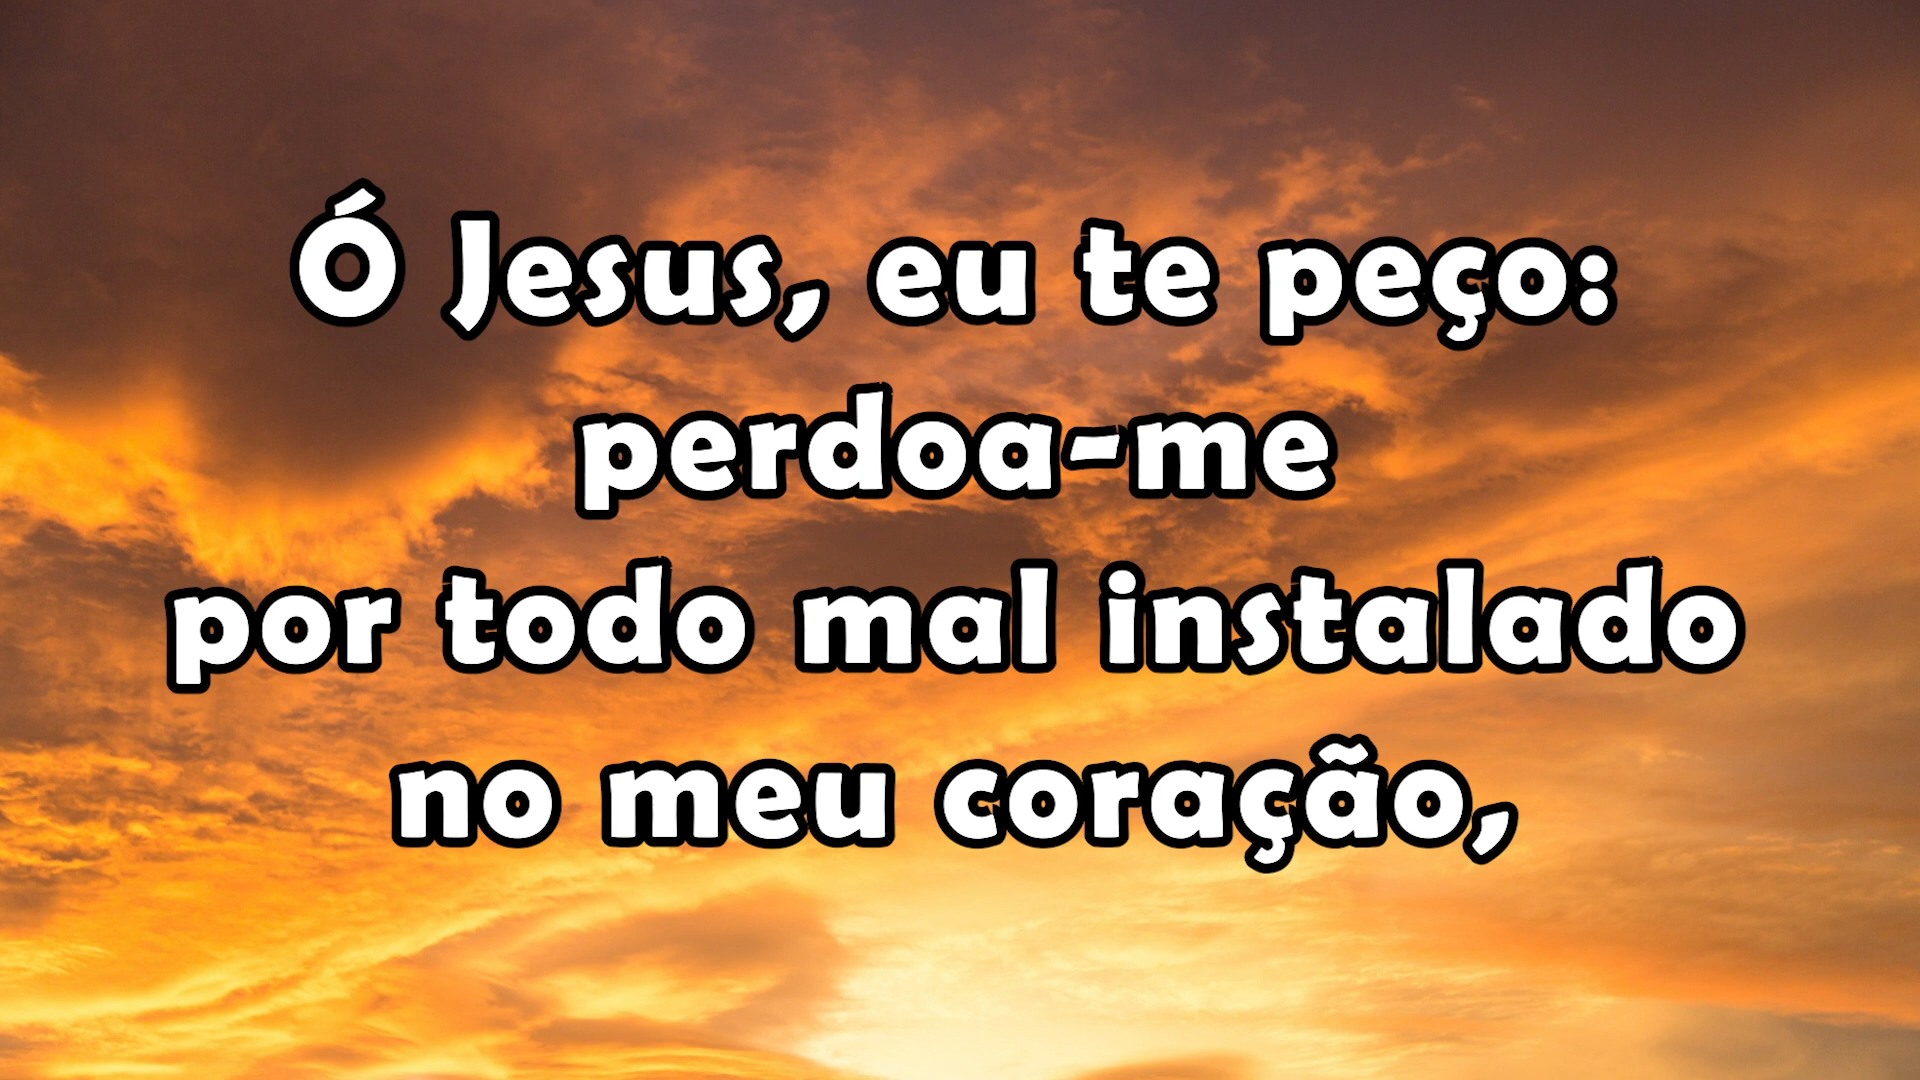 Ó Jesus, eu te peço:
perdoa-me
por todo mal instalado
no meu coração,